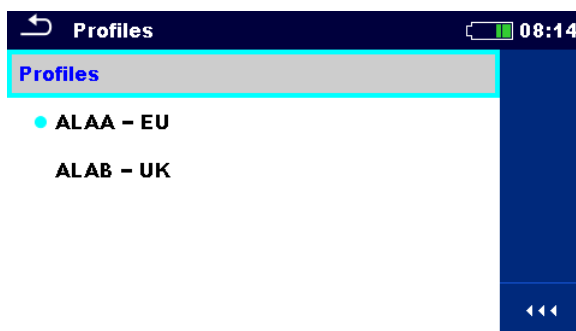 Profiles 08:14
Profiles
ALAA – EU
ALAB – UK